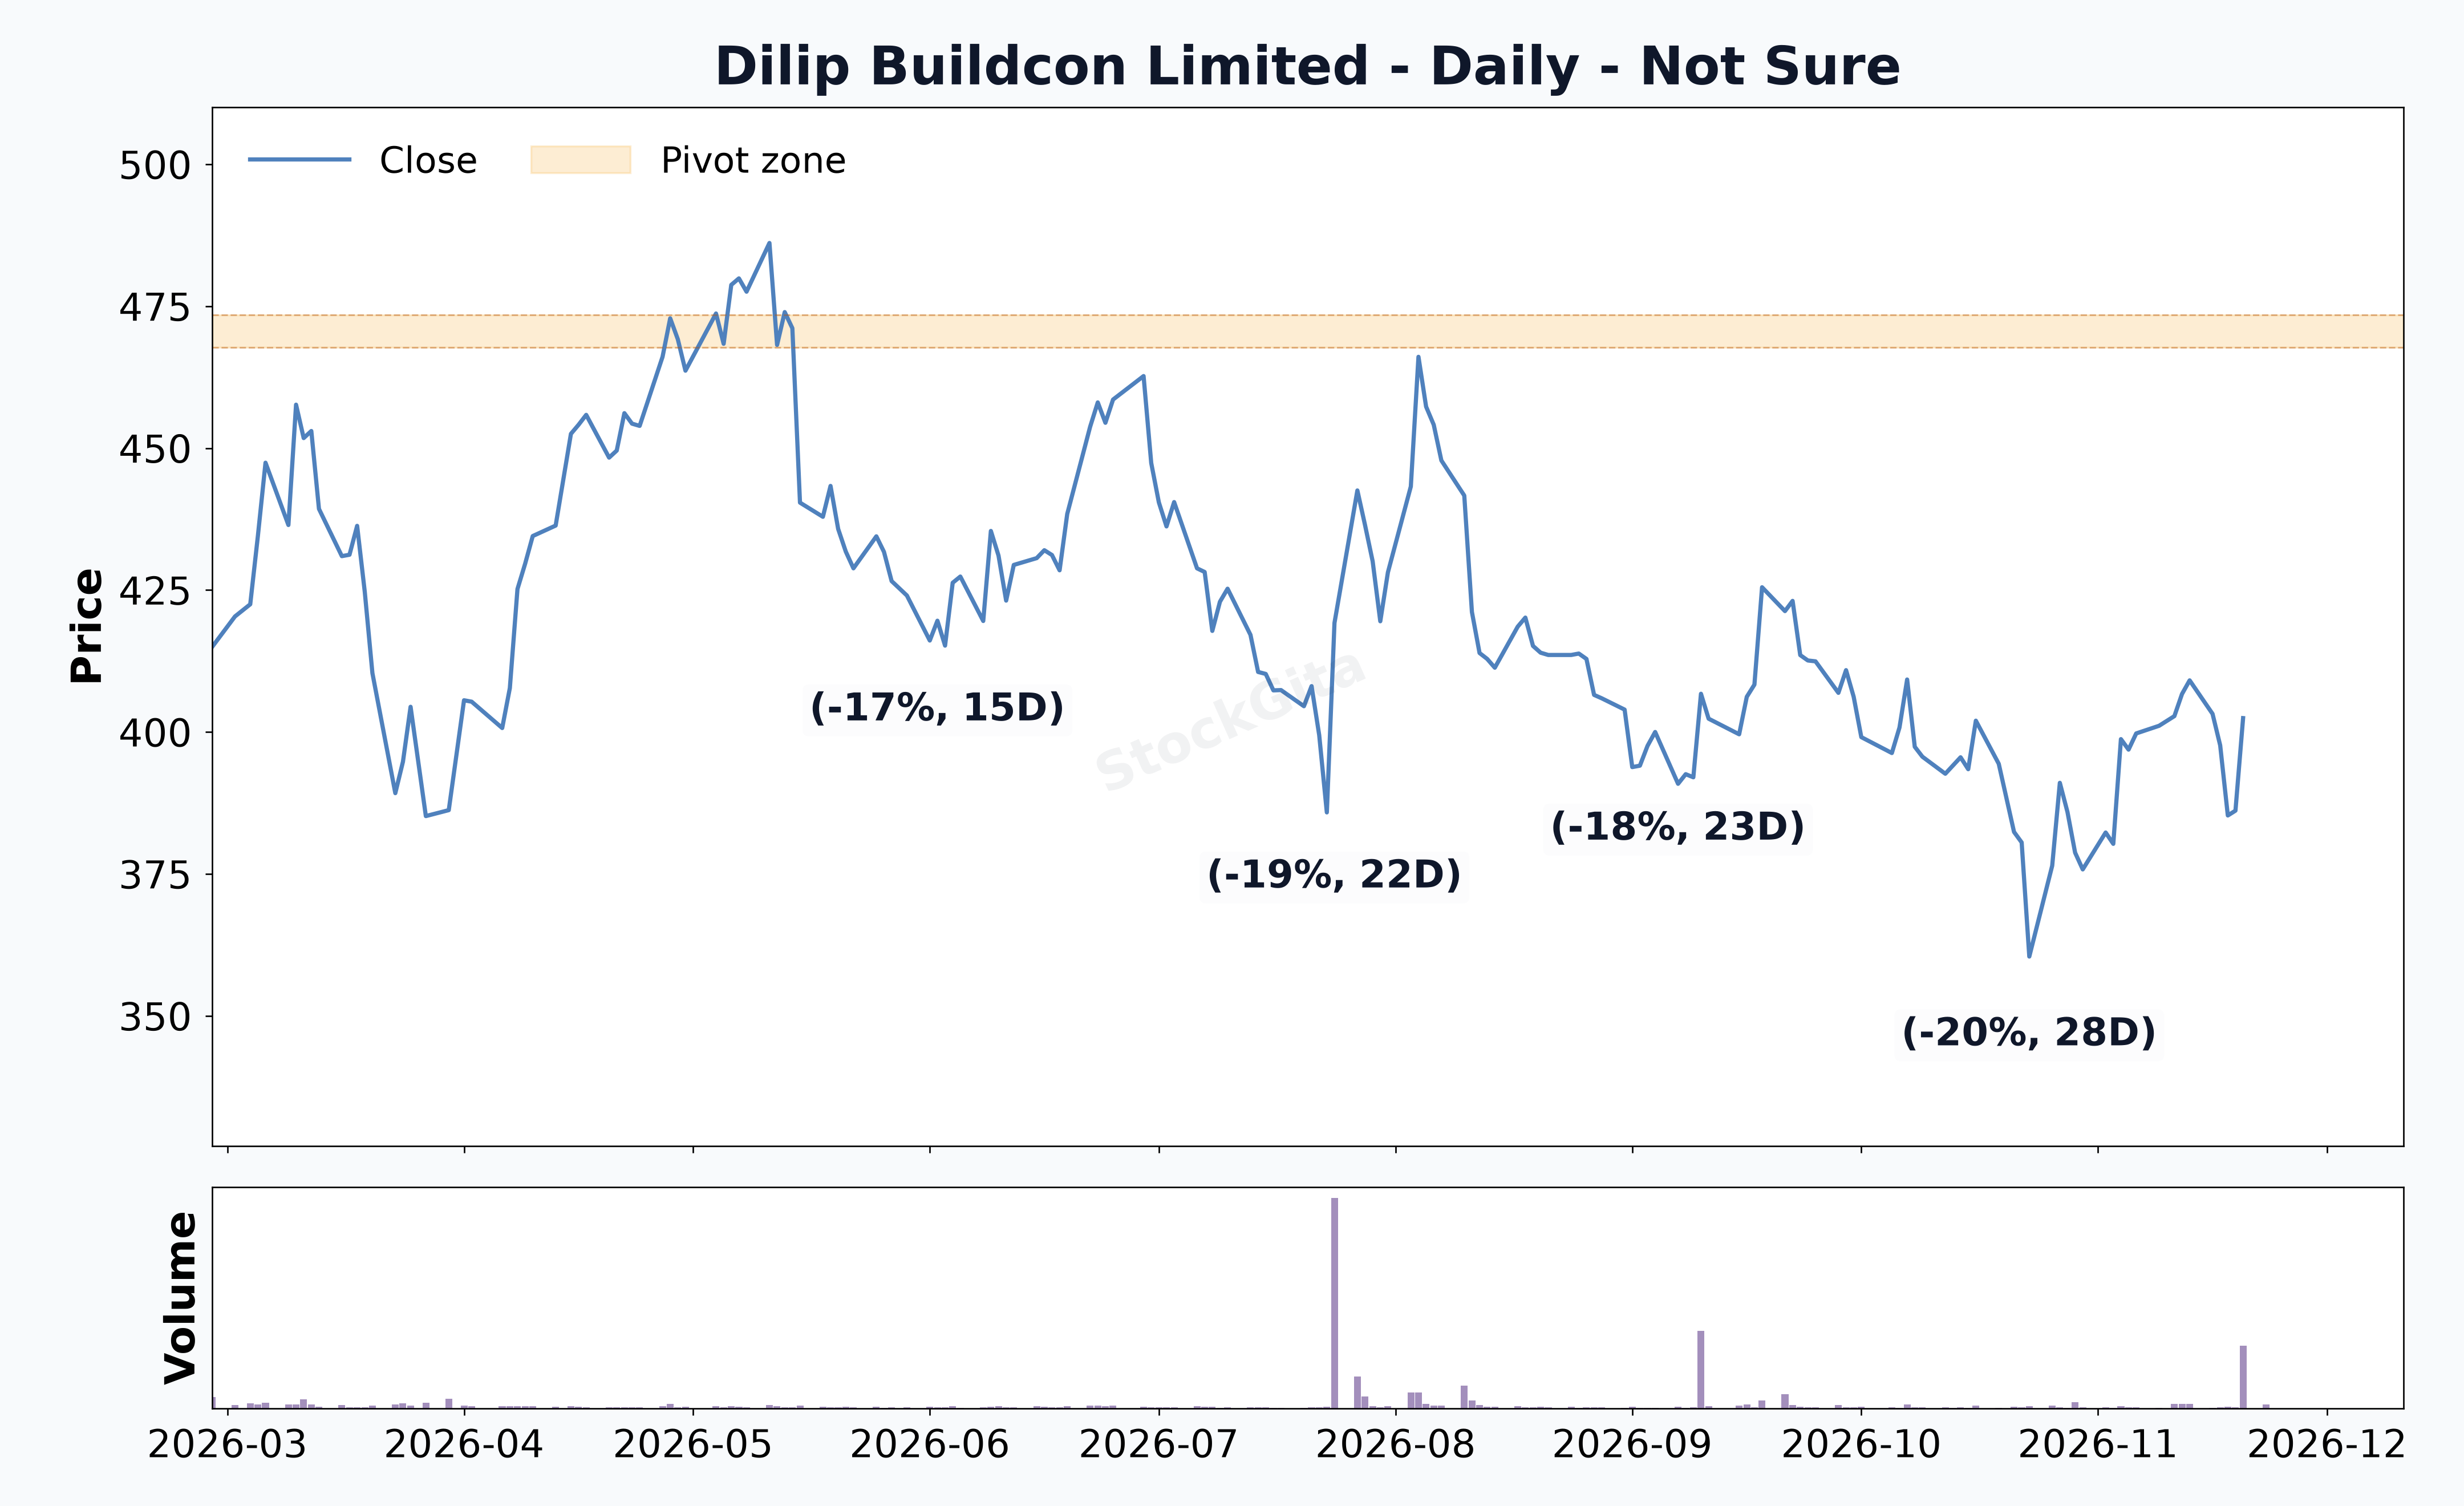 Dilip Buildcon Limited - Daily - Not Sure
Close Pivot zone
500
475
450
425
400
375
350
Price
StockGita
(-17%, 15D)
(-19%, 22D)
(-18%, 23D)
(-20%, 28D)
Volume
2026-03 2026-04 2026-05 2026-06 2026-07 2026-08 2026-09 2026-10 2026-11 2026-12